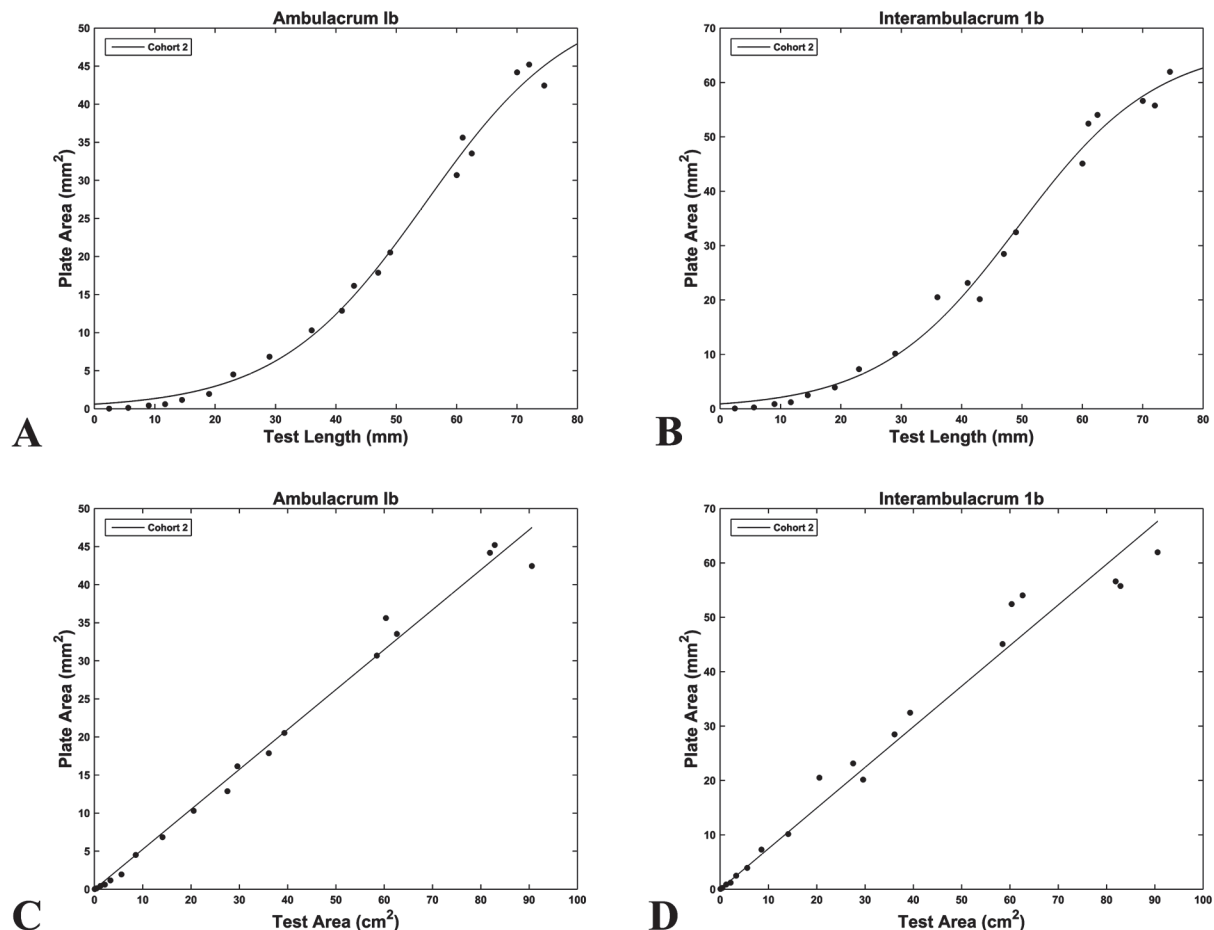 Ambulacrum Ib
50
45
40
35
30
25
20
15
10
5
0
Plate Area (mm²)
Cohort 2
0 10 20 30 40 50 60 70 80
Test Length (mm)
A
Interambulacrum 1b
70
60
50
40
30
20
10
0
Plate Area (mm²)
Cohort 2
0 10 20 30 40 50 60 70 80
Test Length (mm)
B
Ambulacrum Ib
50
45
40
35
30
25
20
15
10
5
0
Plate Area (mm²)
Cohort 2
0 10 20 30 40 50 60 70 80 90 100
Test Area (cm²)
C
Interambulacrum 1b
70
60
50
40
30
20
10
0
Plate Area (mm²)
Cohort 2
0 10 20 30 40 50 60 70 80 90 100
Test Area (cm²)
D